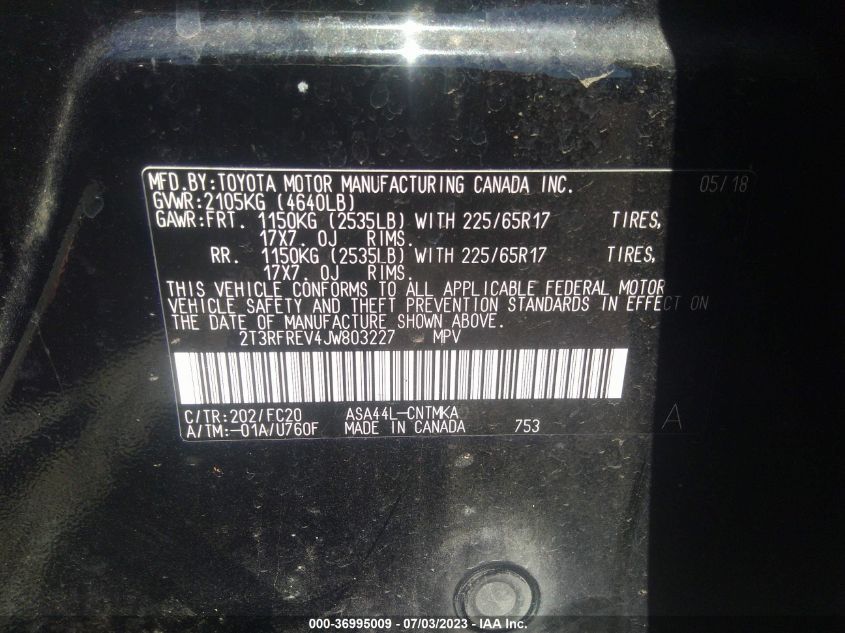 MFD.BY:TOYOTA MOTOR MANUFACTURING CANADA INC. 05/18
GVWR:2105KG (4640LB)
GAWR:FRT. 1150KG (2535LB) WITH 225/65R17 TIRES,
17X7. 0J RIMS.
RR. 1150KG (2535LB) WITH 225/65R17 TIRES,
17X7. 0J RIMS.
THIS VEHICLE CONFORMS TO ALL APPLICABLE FEDERAL MOTOR
VEHICLE SAFETY AND THEFT PREVENTION STANDARDS IN EFFECT ON
THE DATE OF MANUFACTURE SHOWN ABOVE.
2T3RFREV4JW803227 MPV
C/TR:202/FC20 ASA44L-CNTMKA
A/TM:-01A/U760F MADE IN CANADA 753 A
000-36995009 - 07/03/2023 - IAA Inc.